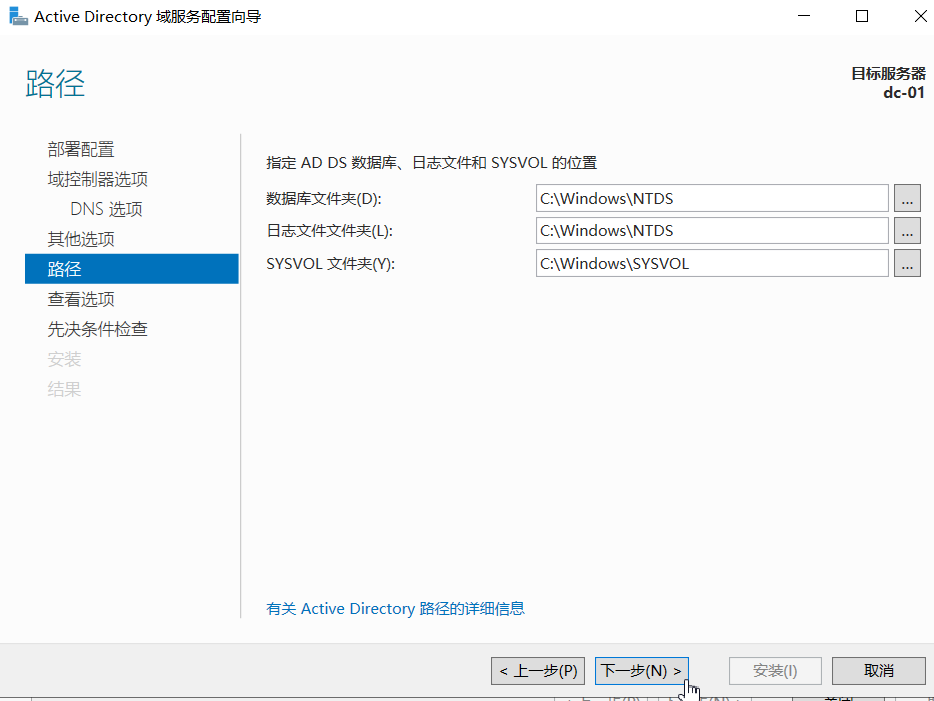 Active Directory 域服务配置向导
路径
目标服务器
dc-01
部署配置
域控制器选项
DNS 选项
其他选项
路径
查看选项
先决条件检查
安装
结果
指定 AD DS 数据库、日志文件和 SYSVOL 的位置
数据库文件夹(D): C:\Windows\NTDS ...
日志文件文件夹(L): C:\Windows\NTDS ...
SYSVOL 文件夹(Y): C:\Windows\SYSVOL ...
有关 Active Directory 路径的详细信息
< 上一步(P) 下一步(N) > 安装(I) 取消